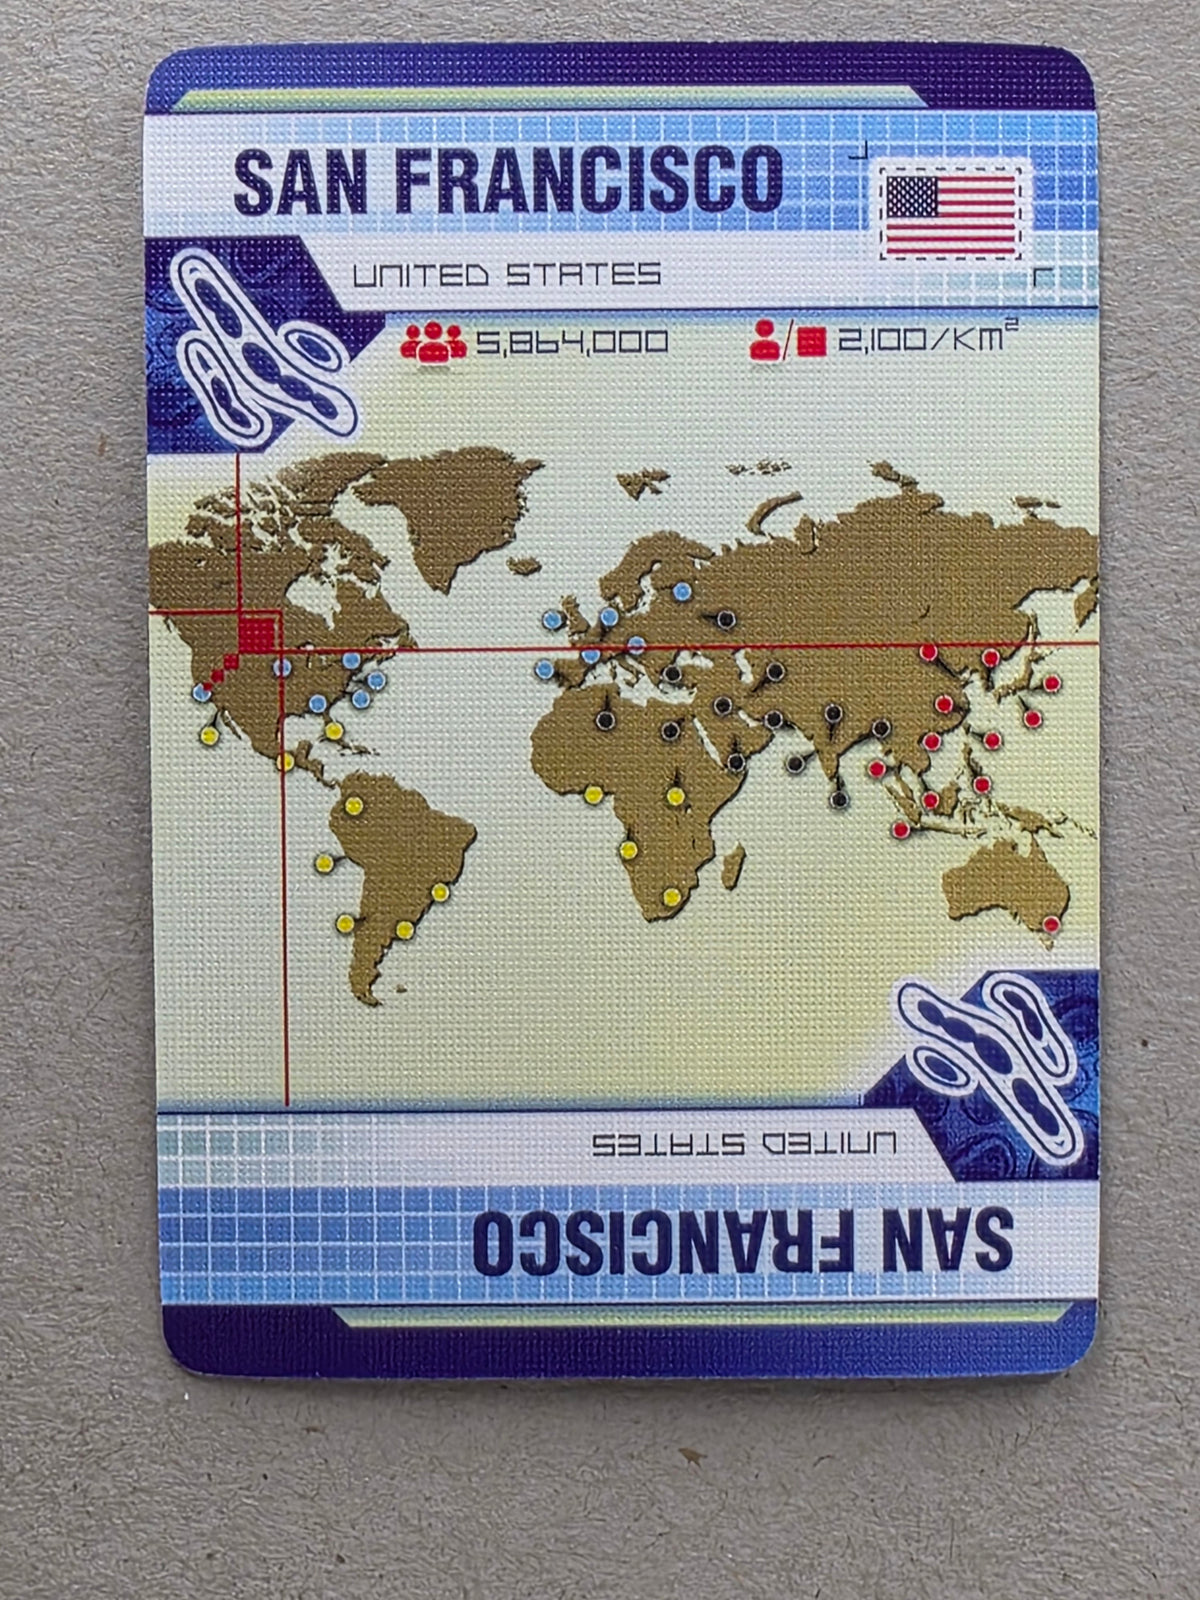 SAN FRANCISCO
UNITED STATES
5,864,000
2,100/KM²
UNITED STATES
SAN FRANCISCO